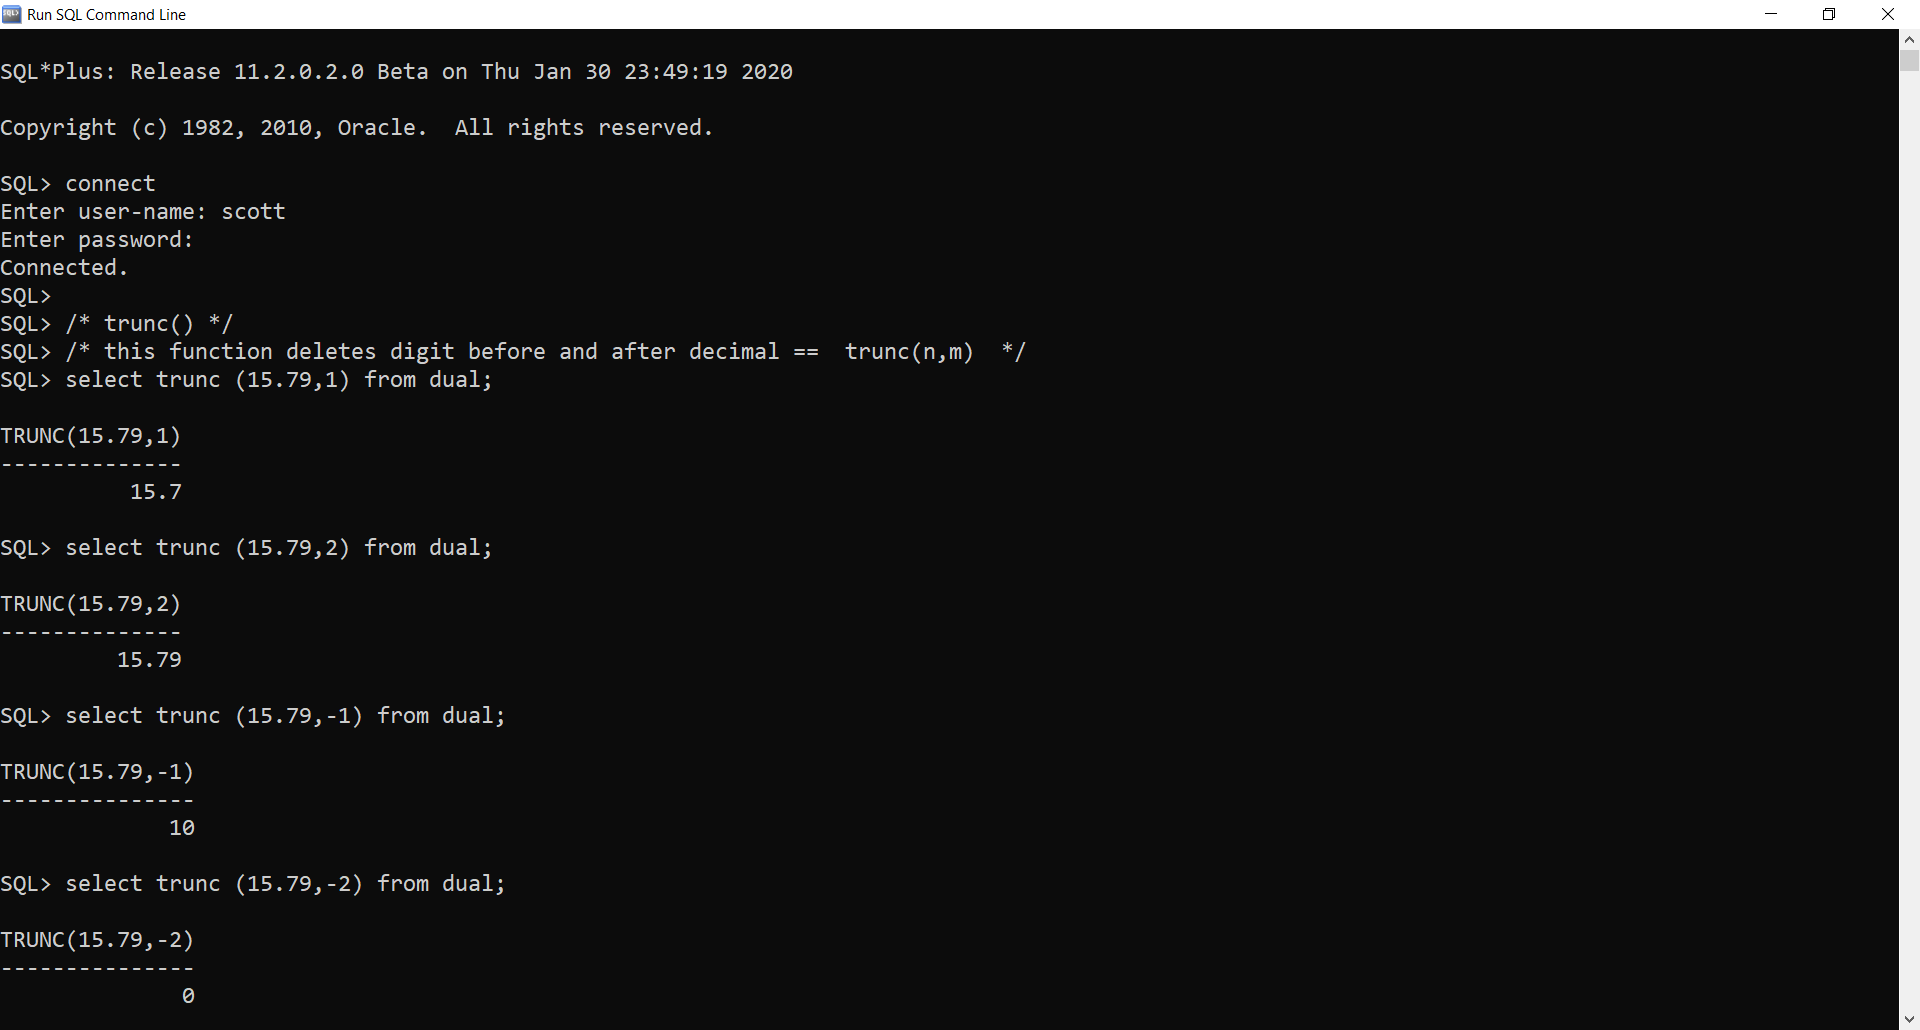 Run SQL Command Line
SQL*Plus: Release 11.2.0.2.0 Beta on Thu Jan 30 23:49:19 2020
Copyright (c) 1982, 2010, Oracle.  All rights reserved.
SQL> connect
Enter user-name: scott
Enter password:
Connected.
SQL>
SQL> /* trunc() */
SQL> /* this function deletes digit before and after decimal ==  trunc(n,m)  */
SQL> select trunc (15.79,1) from dual;
TRUNC(15.79,1)
--------------
15.7
SQL> select trunc (15.79,2) from dual;
TRUNC(15.79,2)
--------------
15.79
SQL> select trunc (15.79,-1) from dual;
TRUNC(15.79,-1)
---------------
10
SQL> select trunc (15.79,-2) from dual;
TRUNC(15.79,-2)
---------------
0